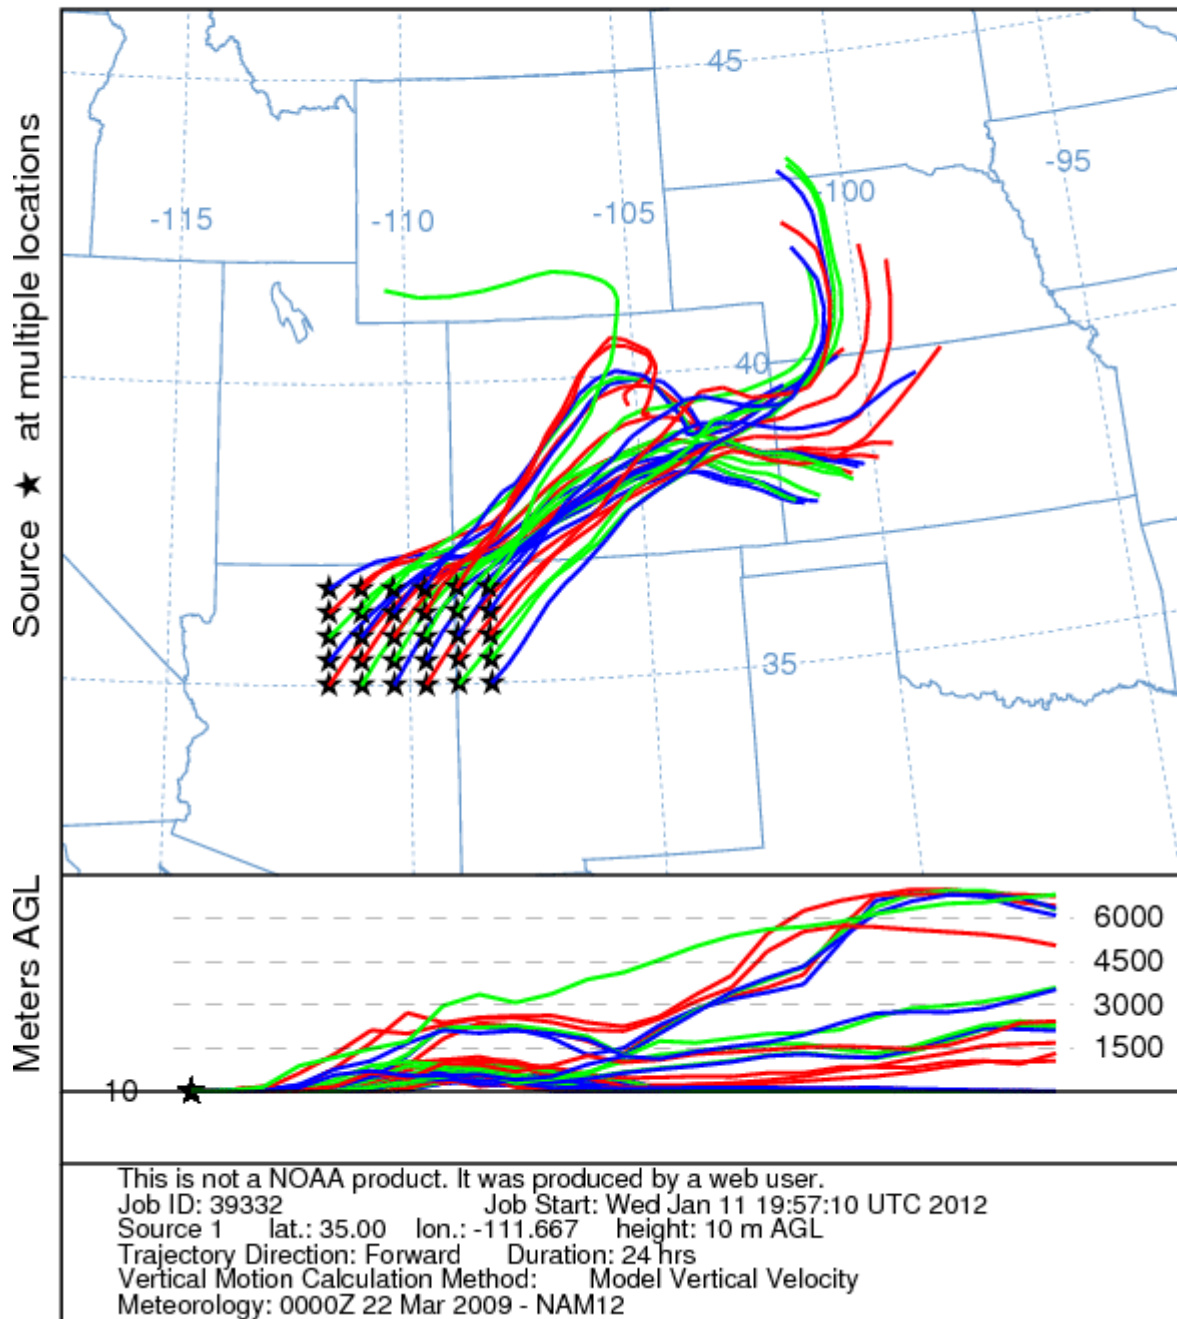 Source ★ at multiple locations
45
-95
-100
-105
-110
-115
40
35
Meters AGL
6000
4500
3000
1500
10
This is not a NOAA product. It was produced by a web user.
Job ID: 39332 Job Start: Wed Jan 11 19:57:10 UTC 2012
Source 1 lat.: 35.00 lon.: -111.667 height: 10 m AGL
Trajectory Direction: Forward Duration: 24 hrs
Vertical Motion Calculation Method: Model Vertical Velocity
Meteorology: 0000Z 22 Mar 2009 - NAM12